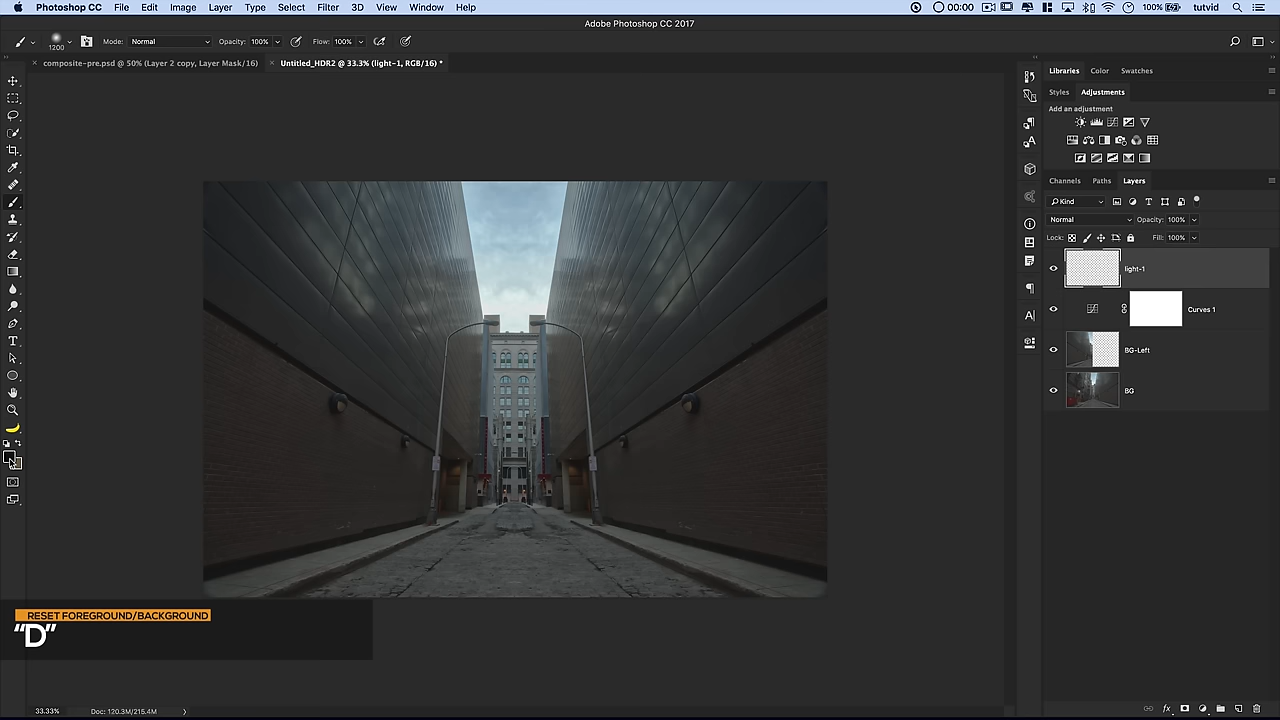 Photoshop CC File Edit Image Layer Type Select Filter 3D View Window Help 00:00 100% tutvid
Adobe Photoshop CC 2017
1200 Mode: Normal Opacity: 100% Flow: 100%
composite-pre.psd @ 50% (Layer 2 copy, Layer Mask/16) Untitled_HDR2 @ 33.3% (light-1, RGB/16) *
Libraries Color Swatches
Styles Adjustments
Add an adjustment
Channels Paths Layers
Kind
Normal Opacity: 100%
Lock: Fill: 100%
light-1
Curves 1
BG-Left
BG
RESET FOREGROUND/BACKGROUND
“D”
33.33% Doc: 120.3M/215.4M